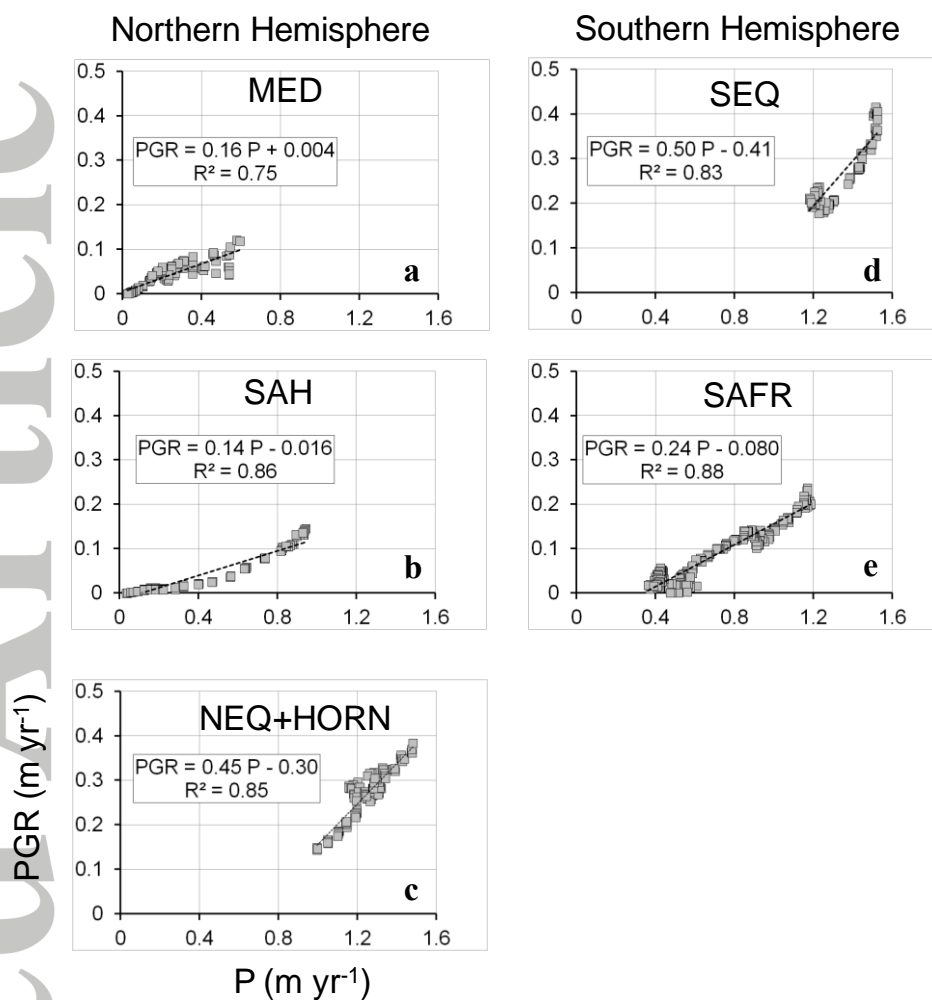 Northern Hemisphere
Southern Hemisphere
0.5
0.4
0.3
0.2
0.1
0
MED
PGR = 0.16 P + 0.004
R² = 0.75
a
0 0.4 0.8 1.2 1.6
0.5
0.4
0.3
0.2
0.1
0
SEQ
PGR = 0.50 P - 0.41
R² = 0.83
d
0 0.4 0.8 1.2 1.6
0.5
0.4
0.3
0.2
0.1
0
SAH
PGR = 0.14 P - 0.016
R² = 0.86
b
0 0.4 0.8 1.2 1.6
0.5
0.4
0.3
0.2
0.1
0
SAFR
PGR = 0.24 P - 0.080
R² = 0.88
e
0 0.4 0.8 1.2 1.6
0.5
0.4
0.3
0.2
0.1
0
NEQ+HORN
PGR = 0.45 P - 0.30
R² = 0.85
c
0 0.4 0.8 1.2 1.6
PGR (m yr⁻¹)
P (m yr⁻¹)